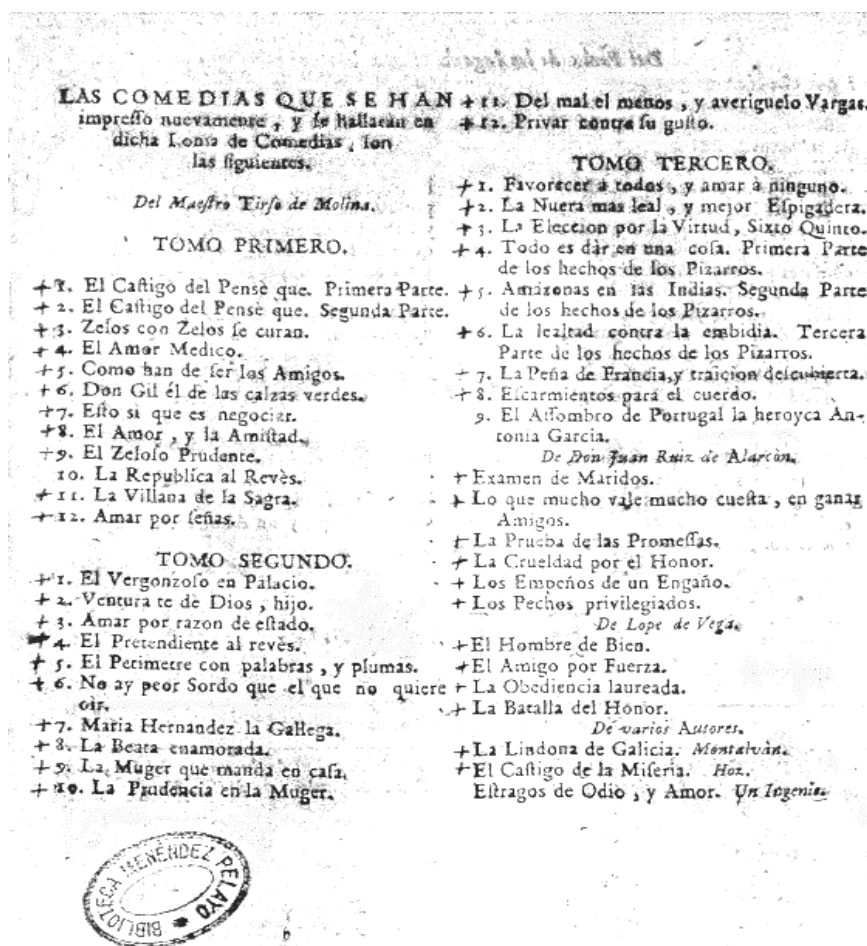 LAS COMEDIAS QUE SE HAN
impreſſo nuevamente, y ſe hallaràn en
dicha Lonja de Comedias, ſon
las ſiguientes.
Del Maeſtro Tirſo de Molina.
TOMO PRIMERO.
+1. El Caſtigo del Pensè que. Primera Parte.
+ 2. El Caſtigo del Pensè que. Segunda Parte.
+ 3. Zelos con Zelos ſe curan.
+ 4. El Amor Medico.
+ 5. Como han de ſer los Amigos.
+ 6. Don Gil él de las calzas verdes.
+7. Eſto si que es negociar.
+8. El Amor, y la Amiſtad.
+9. El Zeloſo Prudente.
10. La Republica al Revès.
+ 11. La Villana de la Sagra.
+ 12. Amar por ſeñas.
TOMO SEGUNDO.
+1. El Vergonzoſo en Palacio.
+ 2. Ventura te dè Dios, hijo.
+ 3. Amar por razon de eſtado.
+ 4. El Pretendiente al revès.
+ 5. El Petimetre con palabras, y plumas.
+ 6. No ay peor Sordo que el que no quiere
oir.
+7. Maria Hernandez la Gallega.
+ 8. La Beata enamorada.
+ 9. La Muger que manda en caſa.
+ 10. La Prudencia en la Muger.
+ 11. Del mal el menos, y averiguelo Vargas.
+ 12. Privar contra ſu guſto.
TOMO TERCERO.
+1. Favorecer à todos, y amar à ninguno.
+2. La Nuera mas leal, y mejor Eſpigadera.
+ 3. La Eleccion por la Virtud, Sixto Quinto.
+ 4. Todo es dàr en una coſa. Primera Parte
de los hechos de los Pizarros.
+ 5. Amazonas en las Indias. Segunda Parte
de los hechos de los Pizarros.
+ 6. La lealtad contra la embidia. Tercera
Parte de los hechos de los Pizarros.
+ 7. La Peña de Francia, y traicion deſcubierta.
+ 8. Eſcarmientos para el cuerdo.
9. El Aſſombro de Portugal la heroyca An-
tonia Garcia.
De Don Juan Ruiz de Alarcòn.
+ Examen de Maridos.
+ Lo que mucho vale mucho cueſta, en ganar
Amigos.
+ La Prueba de las Promeſſas.
+ La Crueldad por el Honor.
+ Los Empeños de un Engaño.
+ Los Pechos privilegiados.
De Lope de Vega.
+El Hombre de Bien.
+El Amigo por Fuerza.
+ La Obediencia laureada.
+ La Batalla del Honor.
De varios Autores.
+La Lindona de Galicia. Montalvàn.
+El Caſtigo de la Miſeria. Hoz.
Eſtragos de Odio, y Amor. Un Ingenio.
BIBLIOTECA MENÉNDEZ PELAYO